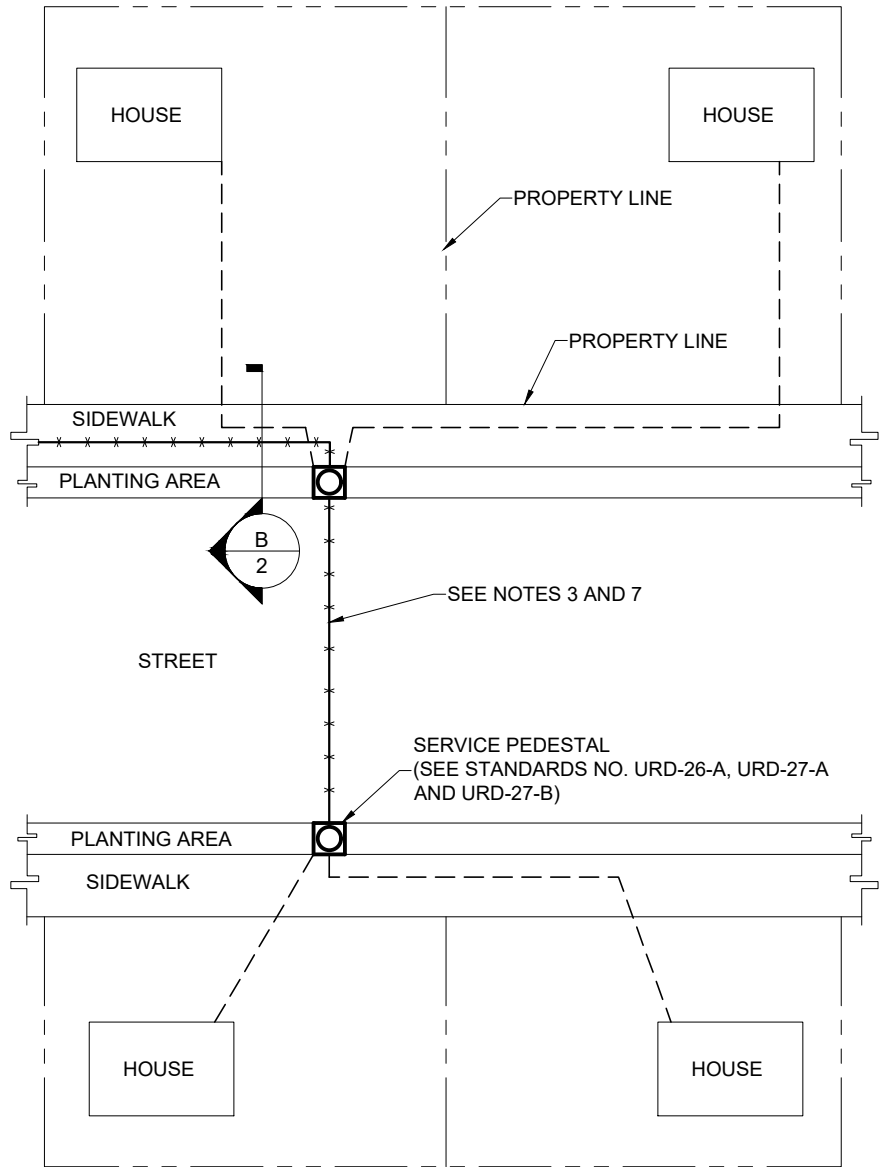 HOUSE
HOUSE
PROPERTY LINE
PROPERTY LINE
SIDEWALK
PLANTING AREA
B
2
SEE NOTES 3 AND 7
STREET
SERVICE PEDESTAL
(SEE STANDARDS NO. URD-26-A, URD-27-A
AND URD-27-B)
PLANTING AREA
SIDEWALK
HOUSE
HOUSE